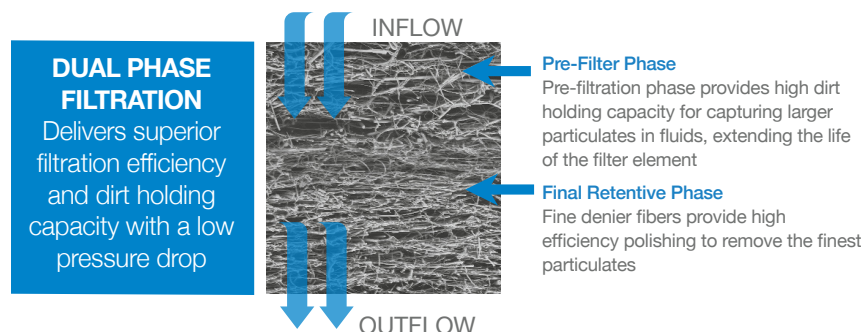 INFLOW
DUAL PHASE
FILTRATION
Delivers superior
filtration efficiency
and dirt holding
capacity with a low
pressure drop
Pre-Filter Phase
Pre-filtration phase provides high dirt
holding capacity for capturing larger
particulates in fluids, extending the life
of the filter element
Final Retentive Phase
Fine denier fibers provide high
efficiency polishing to remove the finest
particulates
OUTFLOW